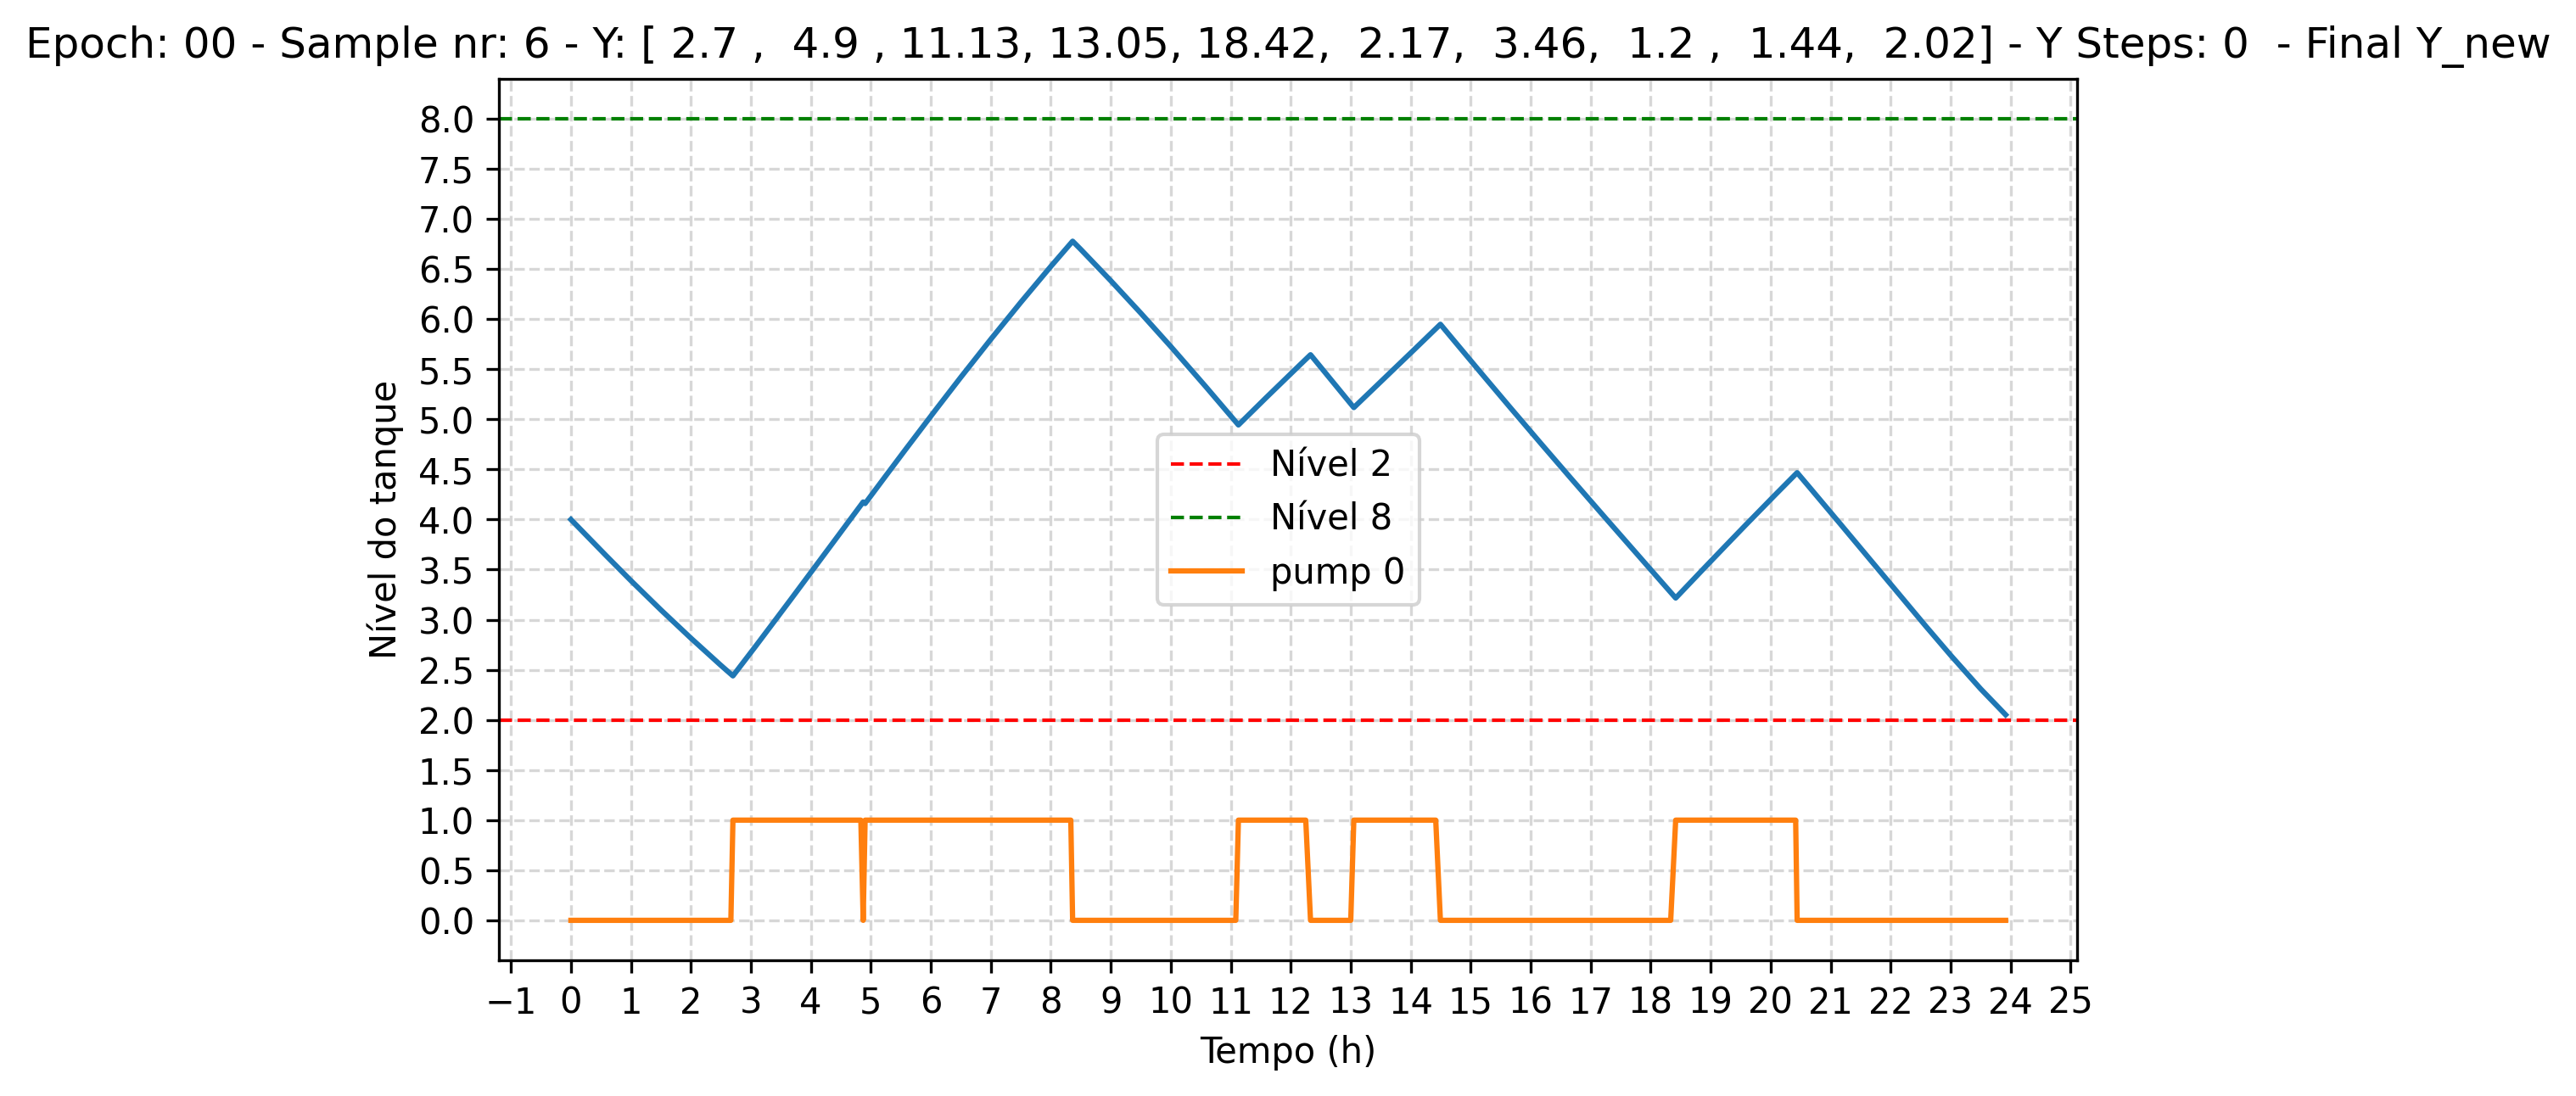 Epoch: 00 - Sample nr: 6 - Y: [ 2.7 ,  4.9 , 11.13, 13.05, 18.42,  2.17,  3.46,  1.2 ,  1.44,  2.02] - Y Steps: 0  - Final Y_new
8.0
7.5
7.0
6.5
6.0
5.5
5.0
4.5
4.0
3.5
3.0
2.5
2.0
1.5
1.0
0.5
0.0
Nível do tanque
Nível 2
Nível 8
pump 0
−1 0 1 2 3 4 5 6 7 8 9 10 11 12 13 14 15 16 17 18 19 20 21 22 23 24 25
Tempo (h)